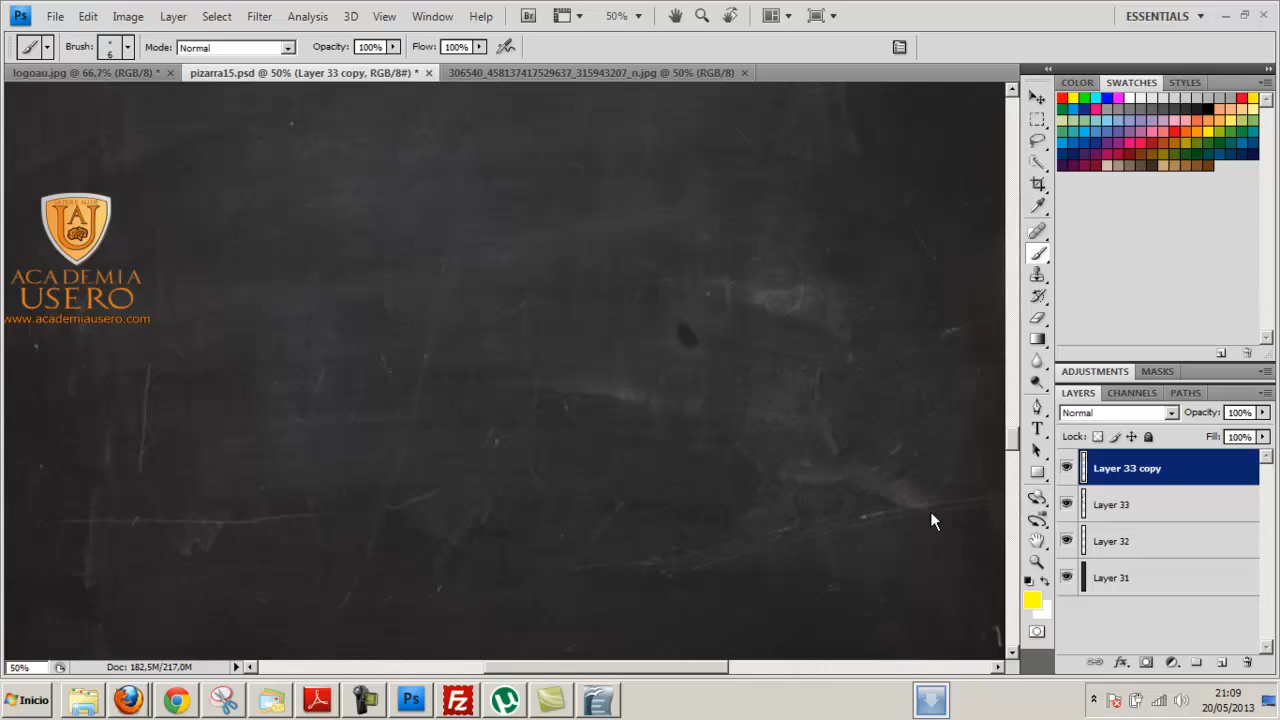 Ps File Edit Image Layer Select Filter Analysis 3D View Window Help Br 50% ESSENTIALS
Brush: 6 Mode: Normal Opacity: 100% Flow: 100%
logoau.jpg @ 66,7% (RGB/8) * pizarra15.psd @ 50% (Layer 33 copy, RGB/8#) * 306540_458137417529637_315943207_n.jpg @ 50% (RGB/8)
COLOR SWATCHES STYLES
UA
ACADEMIA
USERO
www.academiausero.com
ADJUSTMENTS MASKS
LAYERS CHANNELS PATHS
Normal Opacity: 100%
Lock: Fill: 100%
Layer 33 copy
Layer 33
Layer 32
Layer 31
50% Doc: 182,5M/217,0M
Inicio
21:09
20/05/2013